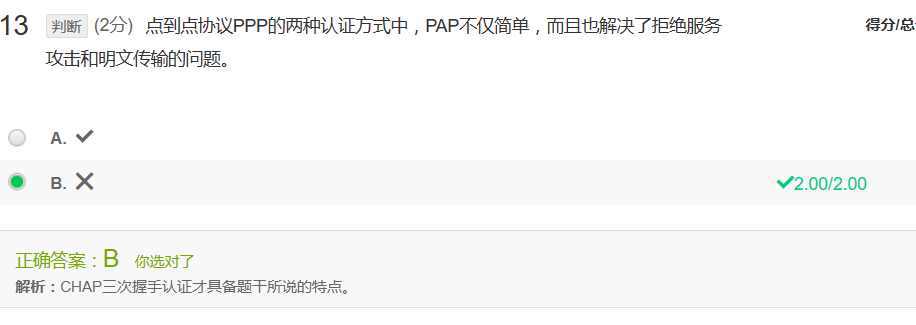 13 判断 (2分) 点到点协议PPP的两种认证方式中，PAP不仅简单，而且也解决了拒绝服务 得分/总
攻击和明文传输的问题。
A. ✓
B. ✕ ✓2.00/2.00
正确答案：B 你选对了
解析：CHAP三次握手认证才具备题干所说的特点。